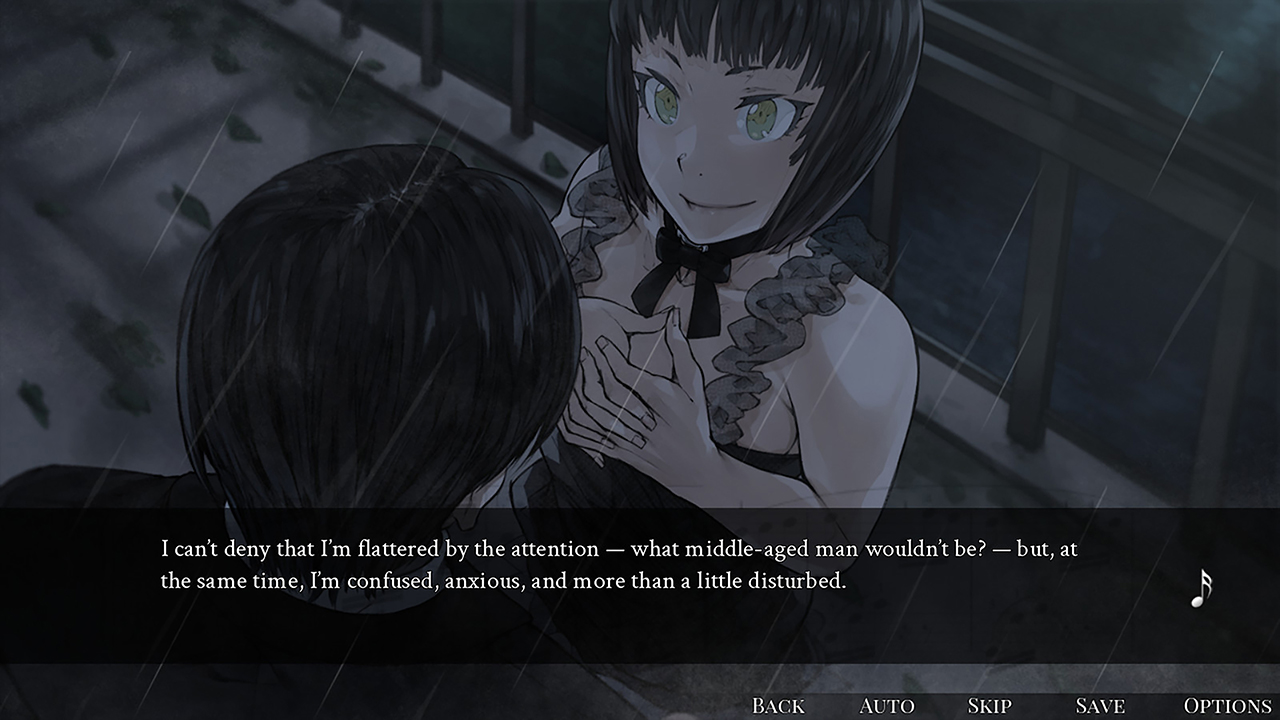 I can’t deny that I’m flattered by the attention — what middle-aged man wouldn’t be? — but, at
the same time, I’m confused, anxious, and more than a little disturbed.
BACK AUTO SKIP SAVE OPTIONS